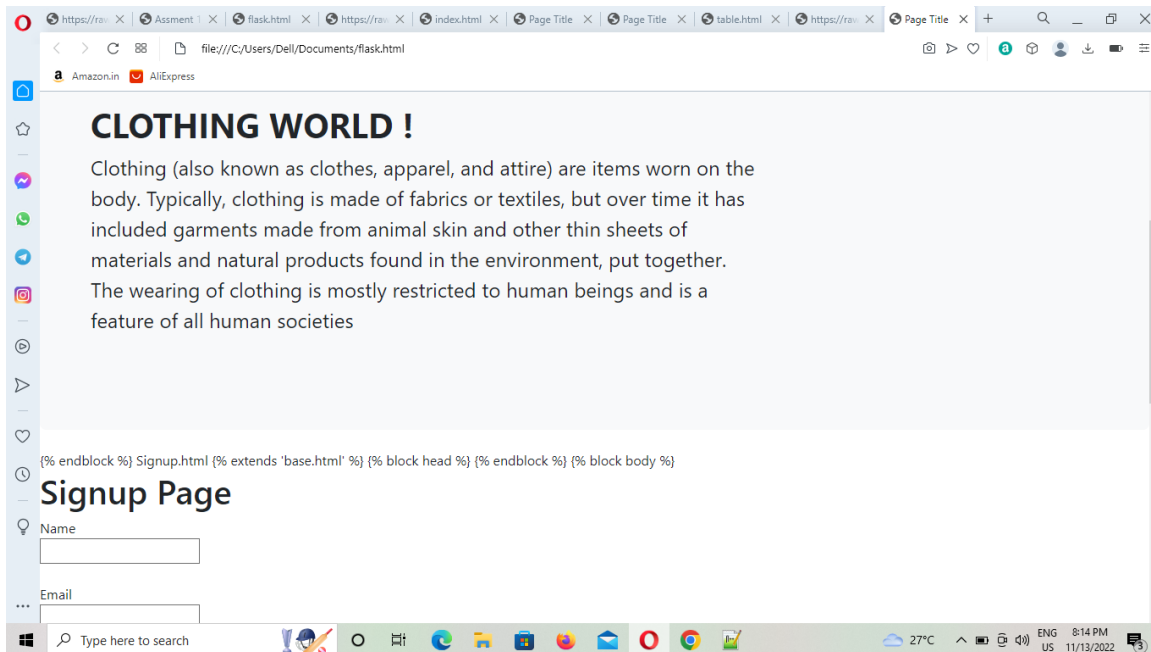 https://rav
Assment 1
flask.html
https://rav
index.html
Page Title
Page Title
table.html
https://rav
Page Title
file:///C:/Users/Dell/Documents/flask.html
Amazon.in
AliExpress
CLOTHING WORLD !
Clothing (also known as clothes, apparel, and attire) are items worn on the
body. Typically, clothing is made of fabrics or textiles, but over time it has
included garments made from animal skin and other thin sheets of
materials and natural products found in the environment, put together.
The wearing of clothing is mostly restricted to human beings and is a
feature of all human societies
{% endblock %} Signup.html {% extends 'base.html' %} {% block head %} {% endblock %} {% block body %}
Signup Page
Name
Email
Type here to search
27°C
ENG
US
8:14 PM
11/13/2022
3